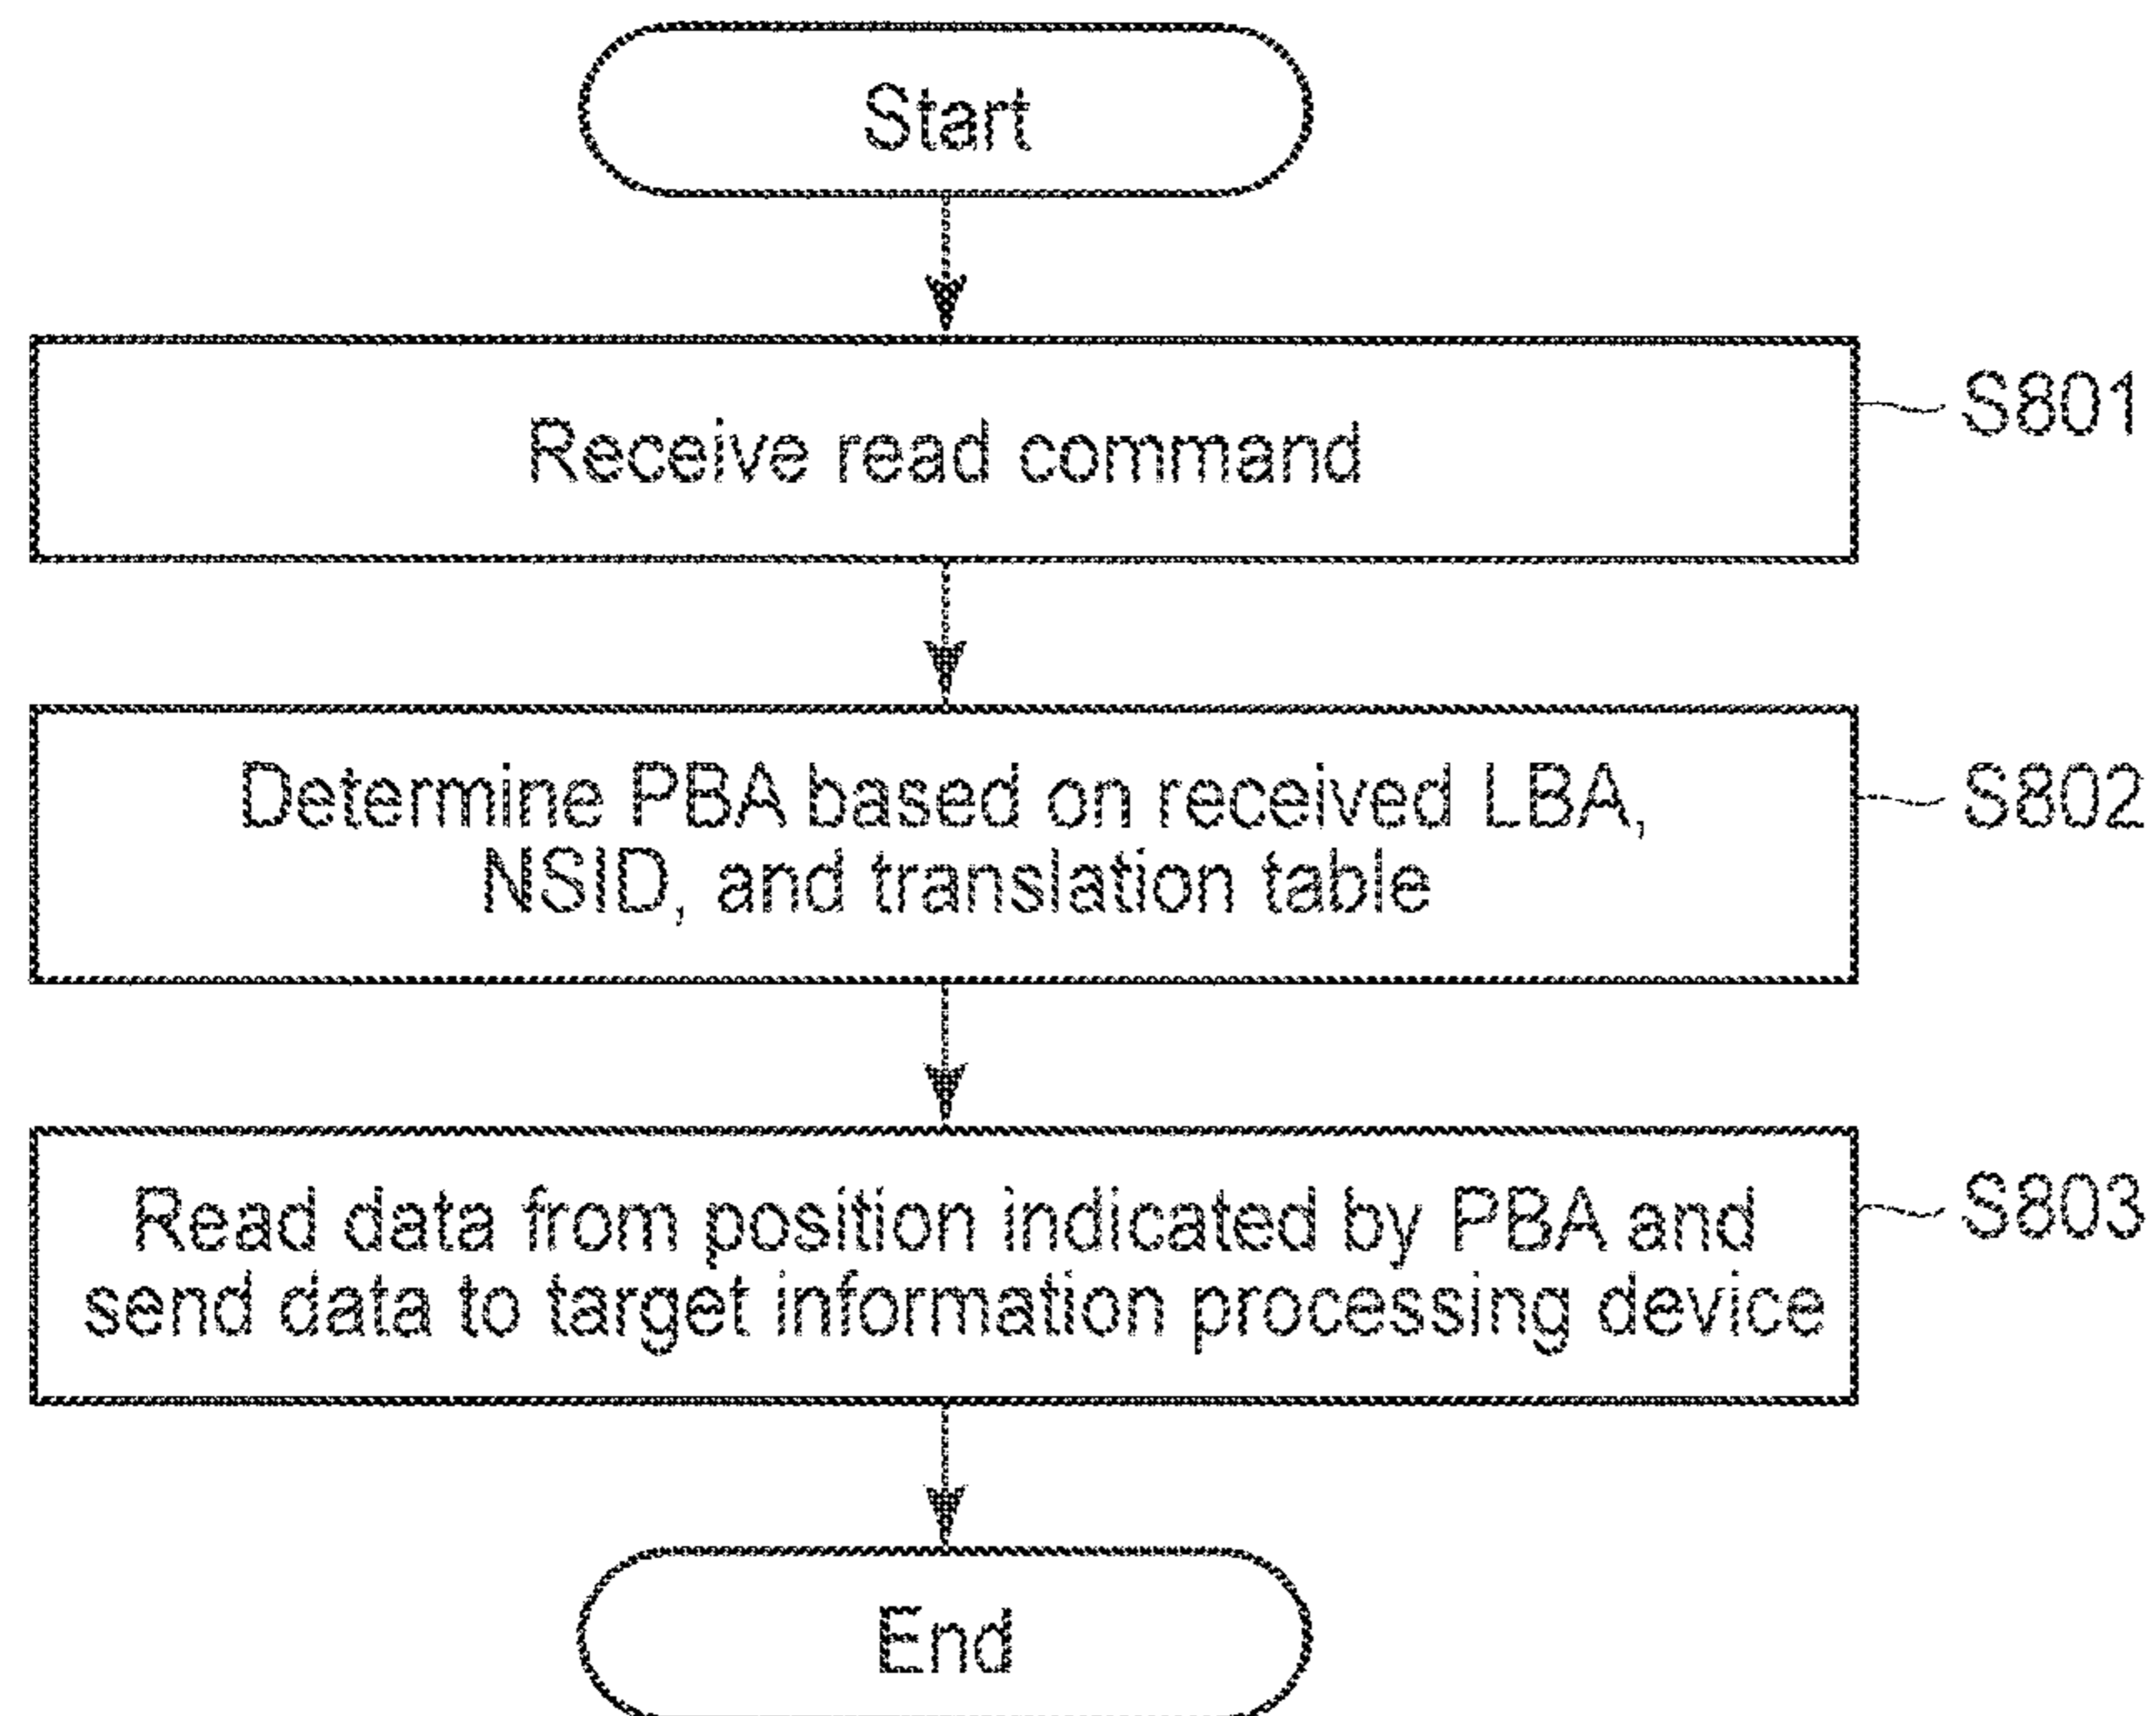 Start
Receive read command
S801
Determine PBA based on received LBA,
NSID, and translation table
S802
Read data from position indicated by PBA and
send data to target information processing device
S803
End